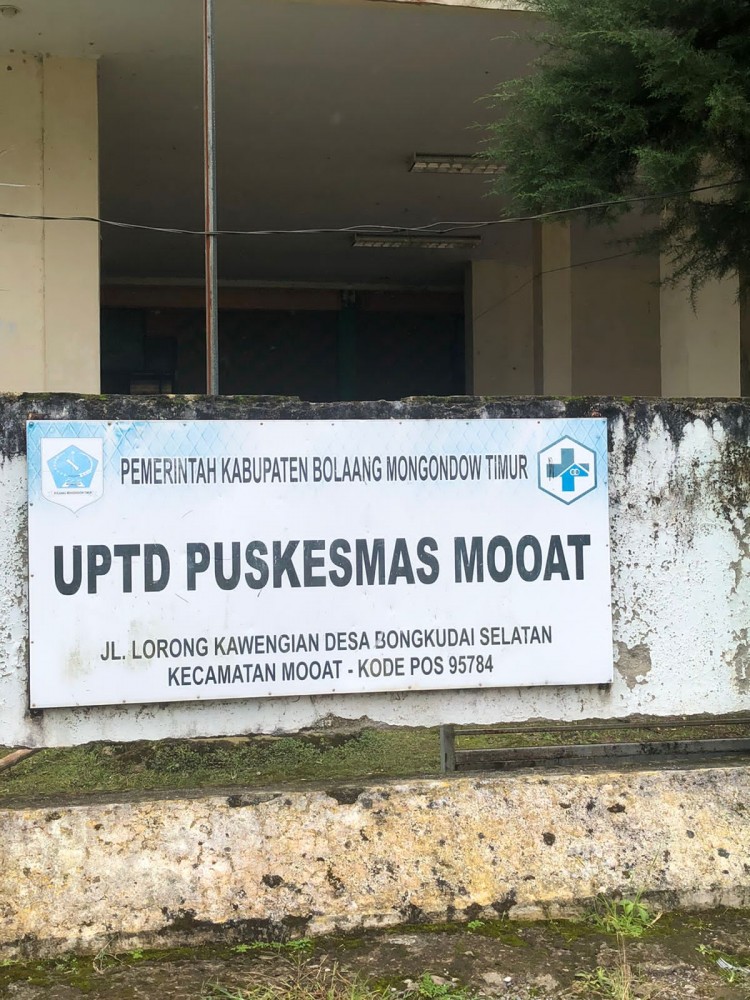 PEMERINTAH KABUPATEN BOLAANG MONGONDOW TIMUR
UPTD PUSKESMAS MOOAT
JL. LORONG KAWENGIAN DESA BONGKUDAI SELATAN
KECAMATAN MOOAT - KODE POS 95784